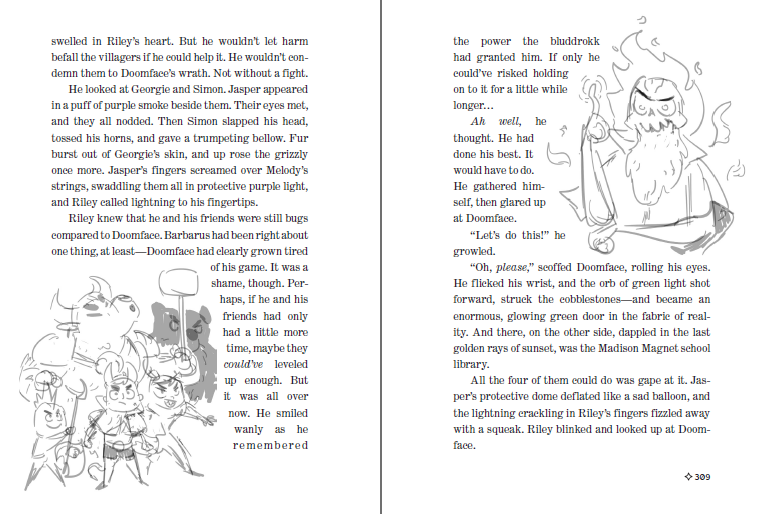 swelled in Riley's heart. But he wouldn't let harm
befall the villagers if he could help it. He wouldn't con-
demn them to Doomface's wrath. Not without a fight.
He looked at Georgie and Simon. Jasper appeared
in a puff of purple smoke beside them. Their eyes met,
and they all nodded. Then Simon slapped his head,
tossed his horns, and gave a trumpeting bellow. Fur
burst out of Georgie's skin, and up rose the grizzly
once more. Jasper's fingers screamed over Melody's
strings, swaddling them all in protective purple light,
and Riley called lightning to his fingertips.
Riley knew that he and his friends were still bugs
compared to Doomface. Barbarus had been right about
one thing, at least—Doomface had clearly grown tired
of his game. It was a
shame, though. Per-
haps, if he and his
friends had only
had a little more
time, maybe they
could've leveled
up enough. But
it was all over
now. He smiled
wanly as he
remembered
the power the bluddrokk
had granted him. If only he
could've risked holding
on to it for a little while
longer...
Ah well, he
thought. He had
done his best. It
would have to do.
He gathered him-
self, then glared up
at Doomface.
"Let's do this!" he
growled.
"Oh, please," scoffed Doomface, rolling his eyes.
He flicked his wrist, and the orb of green light shot
forward, struck the cobblestones—and became an
enormous, glowing green door in the fabric of real-
ity. And there, on the other side, dappled in the last
golden rays of sunset, was the Madison Magnet school
library.
All the four of them could do was gape at it. Jas-
per's protective dome deflated like a sad balloon, and
the lightning crackling in Riley's fingers fizzled away
with a squeak. Riley blinked and looked up at Doom-
face.
309